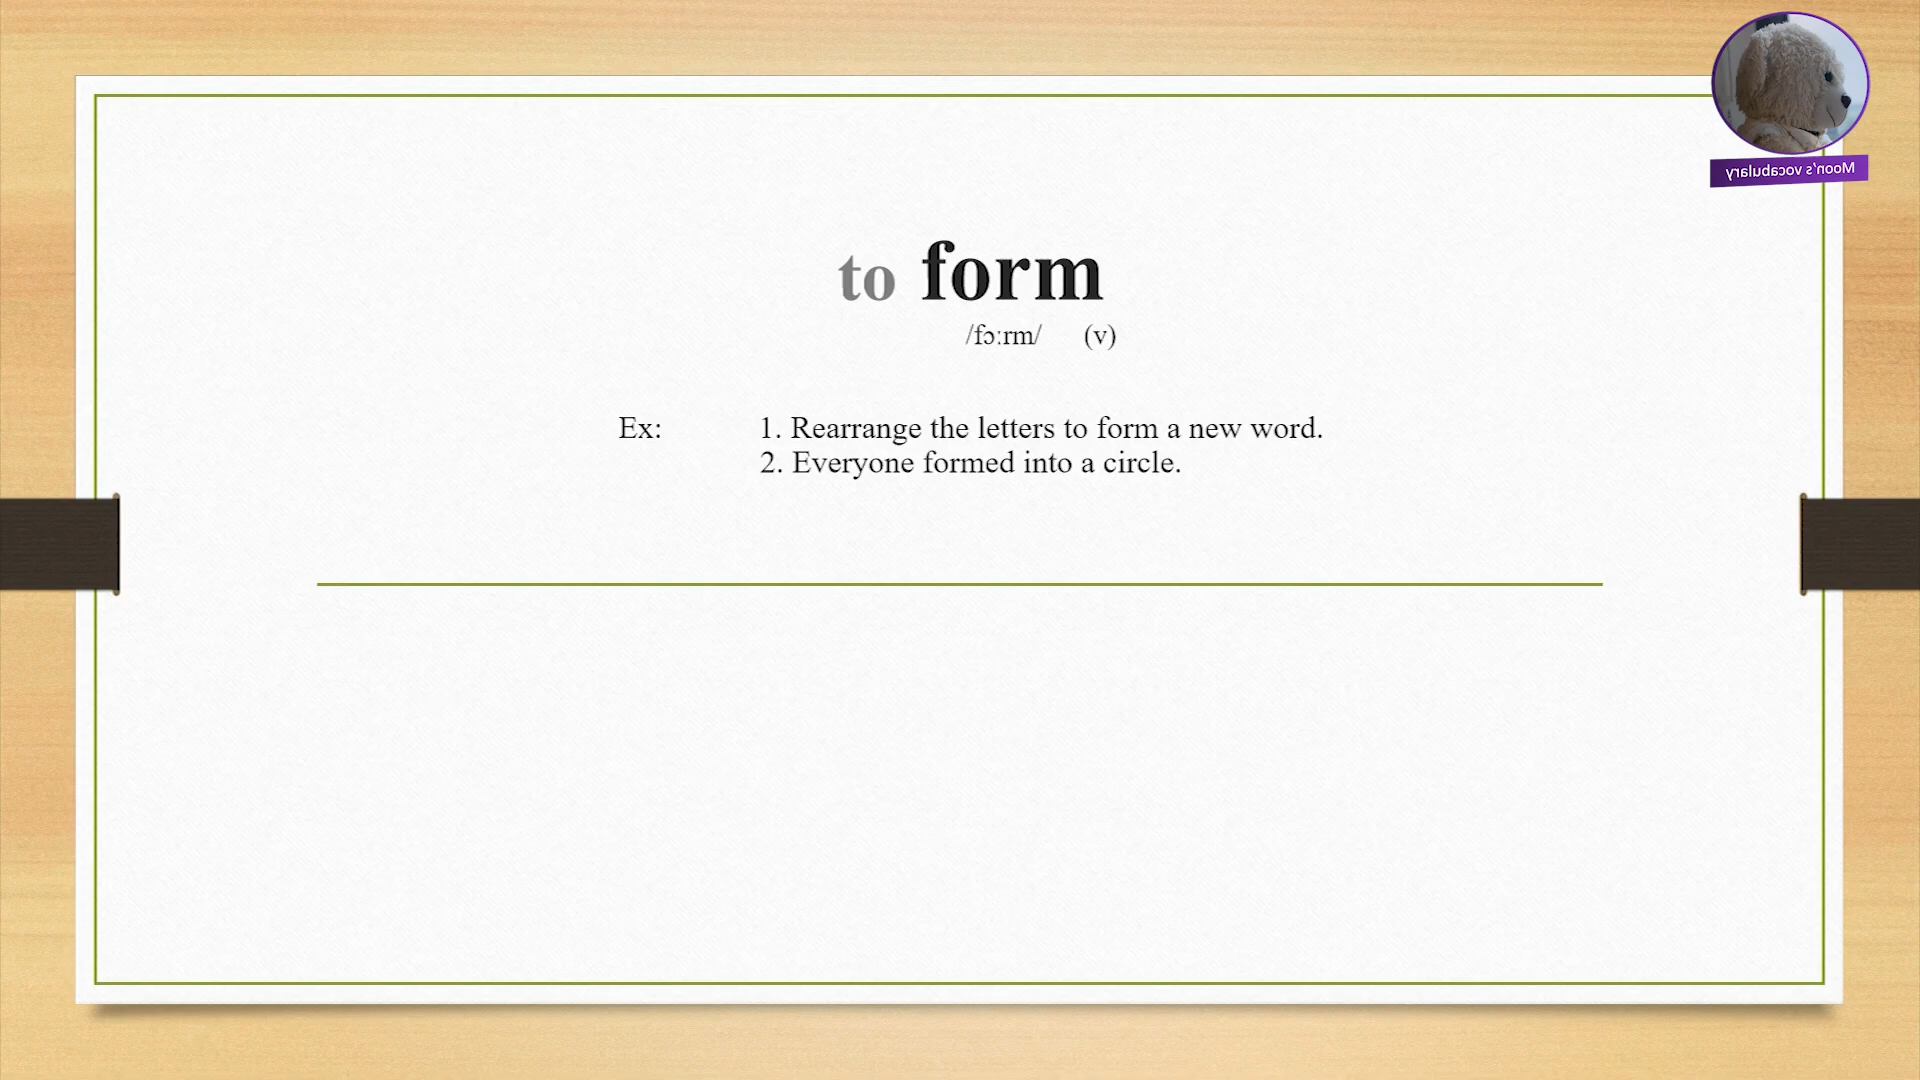 Moon's vocabulary
to form
/fɔːrm/ (v)
Ex: 1. Rearrange the letters to form a new word.
2. Everyone formed into a circle.